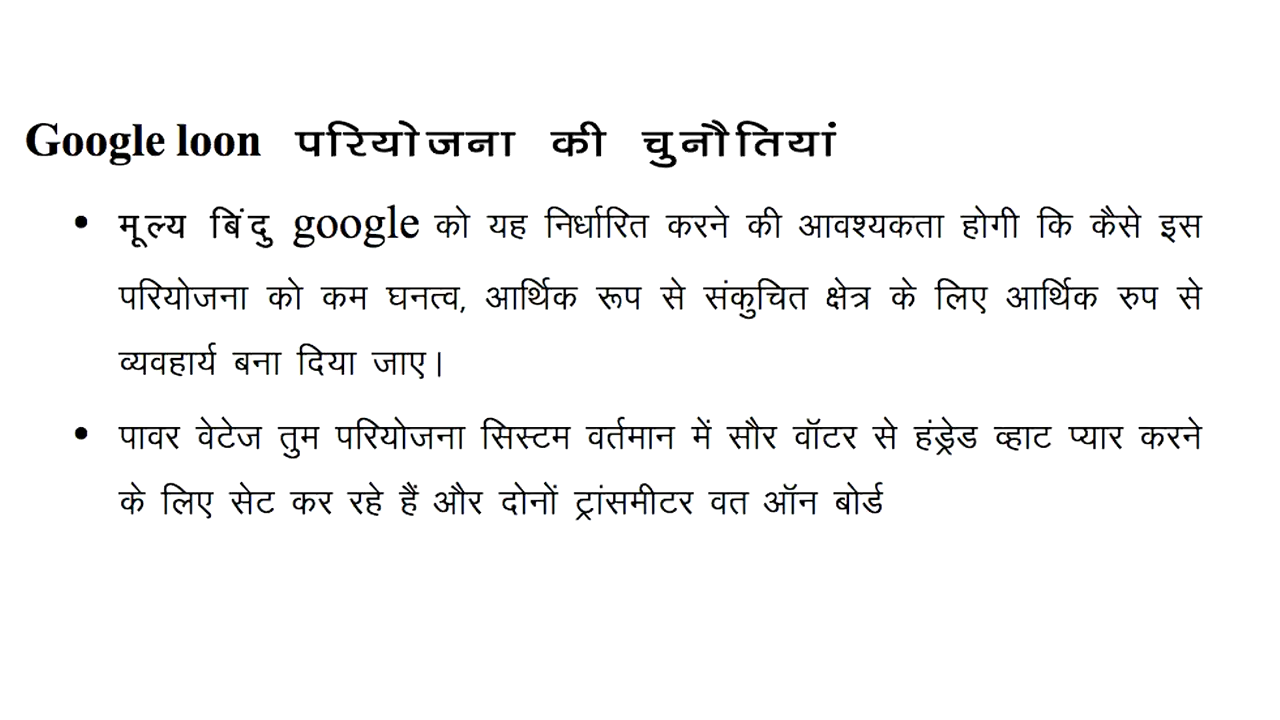 Google loon परियोजना की चुनौतियां
• मूल्य बिंदु google को यह निर्धारित करने की आवश्यकता होगी कि कैसे इस
परियोजना को कम घनत्व, आर्थिक रूप से संकुचित क्षेत्र के लिए आर्थिक रुप से
व्यवहार्य बना दिया जाए।
• पावर वेटेज तुम परियोजना सिस्टम वर्तमान में सौर वॉटर से हंड्रेड व्हाट प्यार करने
के लिए सेट कर रहे हैं और दोनों ट्रांसमीटर वत ऑन बोर्ड